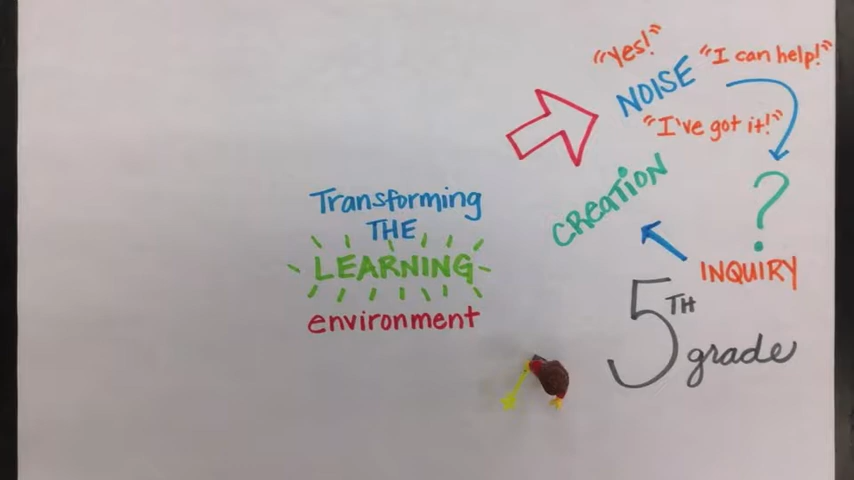 Transforming
THE
LEARNING
environment
"Yes!"
NOISE
"I can help!"
"I've got it!"
?
INQUIRY
CREATION
5TH
grade